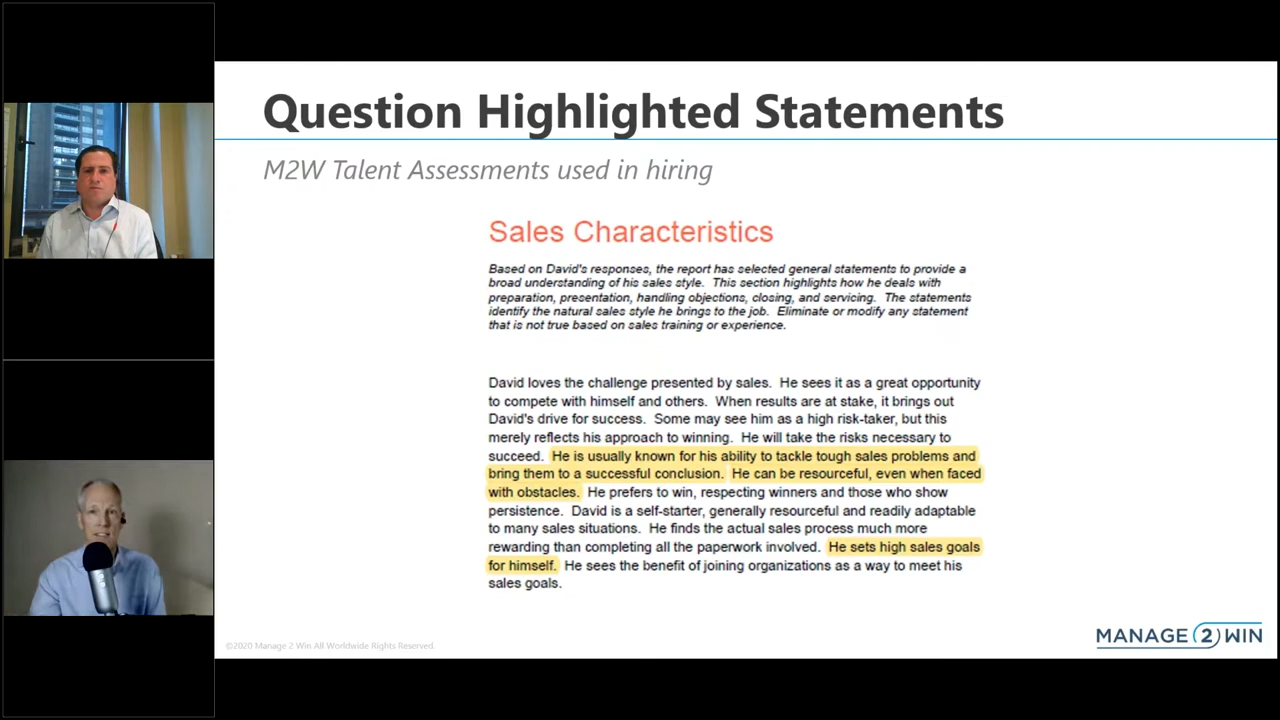 Question Highlighted Statements
M2W Talent Assessments used in hiring
Sales Characteristics
Based on David's responses, the report has selected general statements to provide a
broad understanding of his sales style. This section highlights how he deals with
preparation, presentation, handling objections, closing, and servicing. The statements
identify the natural sales style he brings to the job. Eliminate or modify any statement
that is not true based on sales training or experience.
David loves the challenge presented by sales. He sees it as a great opportunity
to compete with himself and others. When results are at stake, it brings out
David's drive for success. Some may see him as a high risk-taker, but this
merely reflects his approach to winning. He will take the risks necessary to
succeed. He is usually known for his ability to tackle tough sales problems and
bring them to a successful conclusion. He can be resourceful, even when faced
with obstacles. He prefers to win, respecting winners and those who show
persistence. David is a self-starter, generally resourceful and readily adaptable
to many sales situations. He finds the actual sales process much more
rewarding than completing all the paperwork involved. He sets high sales goals
for himself. He sees the benefit of joining organizations as a way to meet his
sales goals.
©2020 Manage 2 Win All Worldwide Rights Reserved.
MANAGE 2 WIN